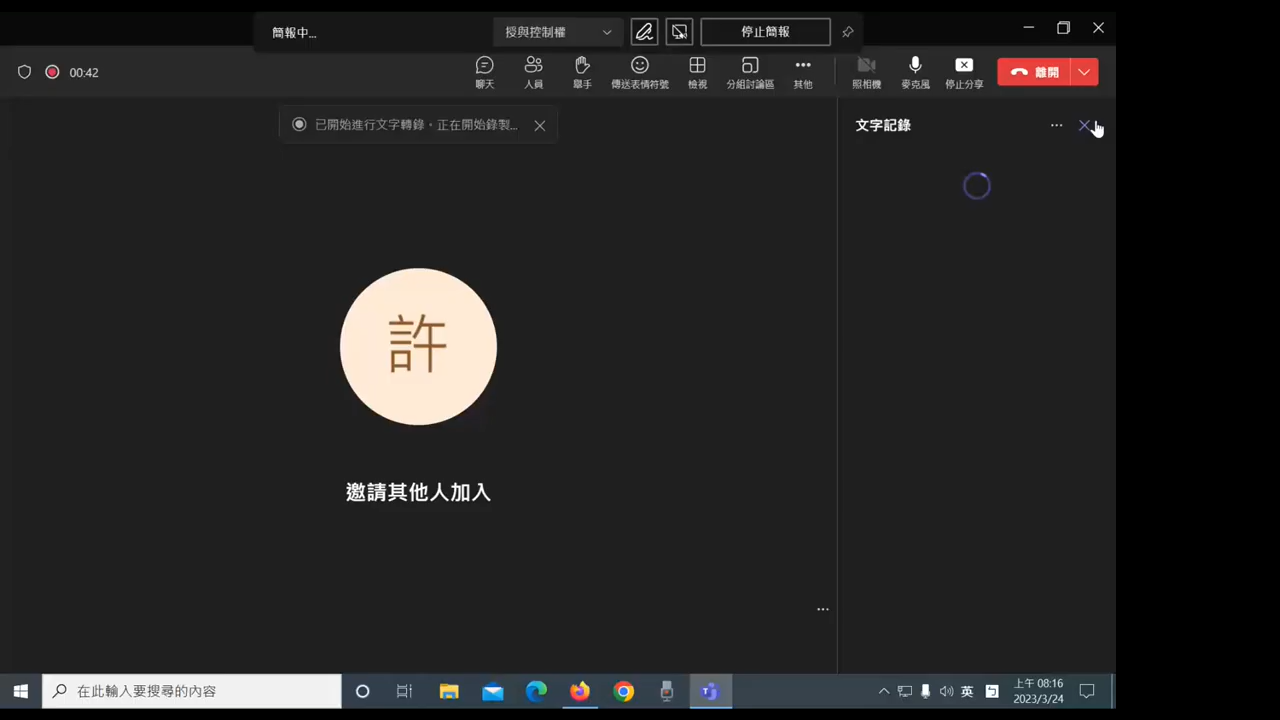 簡報中...
授與控制權
停止簡報
00:42
聊天
人員
舉手
傳送表情符號
檢視
分組討論區
其他
照相機
麥克風
停止分享
離開
已開始進行文字轉錄。正在開始錄製...
文字記錄
許
邀請其他人加入
在此輸入要搜尋的內容
英
上午 08:16
2023/3/24